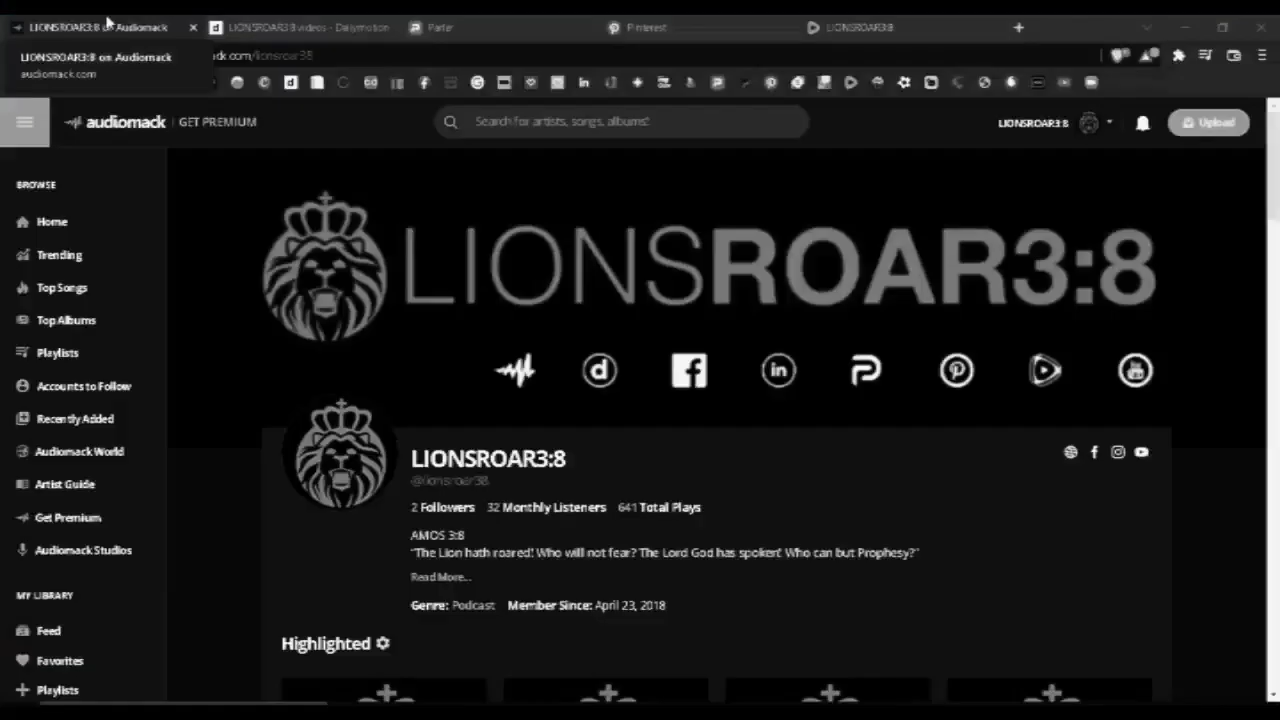 LIONSROAR3:8 on Audiomack
LIONSROAR3:8 videos - Dailymotion
Parler
Pinterest
LIONSROAR3:8
LIONSROAR3:8 on Audiomack
audiomack.com
ck.com/lionsroar38
audiomack
GET PREMIUM
Search for artists, songs, albums!
LIONSROAR3:8
Upload
BROWSE
Home
Trending
Top Songs
Top Albums
Playlists
Accounts to Follow
Recently Added
Audiomack World
Artist Guide
Get Premium
Audiomack Studios
MY LIBRARY
Feed
Favorites
Playlists
LIONSROAR3:8
LIONSROAR3:8
@lionsroar38
2 Followers 32 Monthly Listeners 641 Total Plays
AMOS 3:8
"The Lion hath roared! Who will not fear? The Lord God has spoken! Who can but Prophesy?"
Read More...
Genre: Podcast Member Since: April 23, 2018
Highlighted